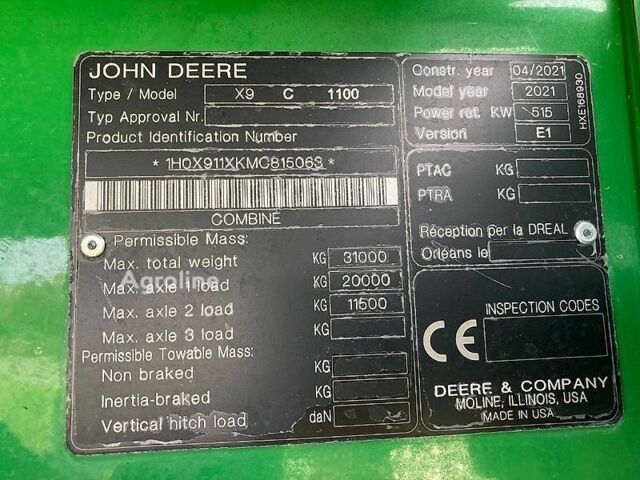 JOHN DEERE
Type / Model X9 C 1100
Typ Approval Nr.
Product Identification Number
* 1H0X911XKMC815063 *
COMBINE
Permissible Mass:
Max. total weight KG 31000
Max. axle 1 load KG 20000
Max. axle 2 load KG 11500
Max. axle 3 load KG
Permissible Towable Mass:
Non braked KG
Inertia-braked KG
Vertical hitch load daN
Constr. year 04/2021
Model year 2021
Power rat. KW 515
Version E1
PTAC KG
PTRA KG
Réception per la DREAL
Orléans le
INSPECTION CODES
CE
DEERE & COMPANY
MOLINE, ILLINOIS, USA
MADE IN USA
HXE168930
Agroline